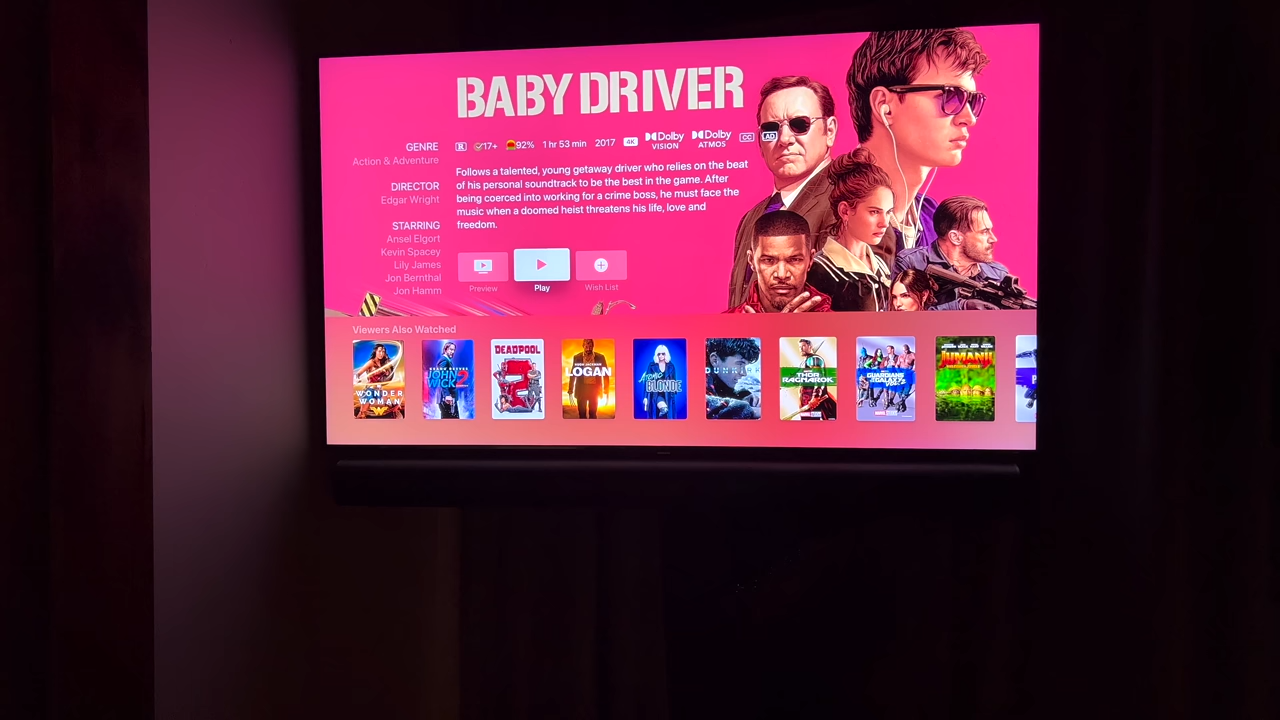 BABY DRIVER
GENRE
Action & Adventure
DIRECTOR
Edgar Wright
STARRING
Ansel Elgort
Kevin Spacey
Lily James
Jon Bernthal
Jon Hamm
R 17+ 92% 1 hr 53 min 2017 4K Dolby VISION Dolby ATMOS CC AD
Follows a talented, young getaway driver who relies on the beat
of his personal soundtrack to be the best in the game. After
being coerced into working for a crime boss, he must face the
music when a doomed heist threatens his life, love and
freedom.
Preview
Play
Wish List
Viewers Also Watched
WONDER
WOMAN
JOHN
WICK 2
DEADPOOL
2
LOGAN
ATOMIC
BLONDE
DUNKIRK
THOR
RAGNAROK
GUARDIANS
OF THE
GALAXY
VOL. 2
JUMANJI